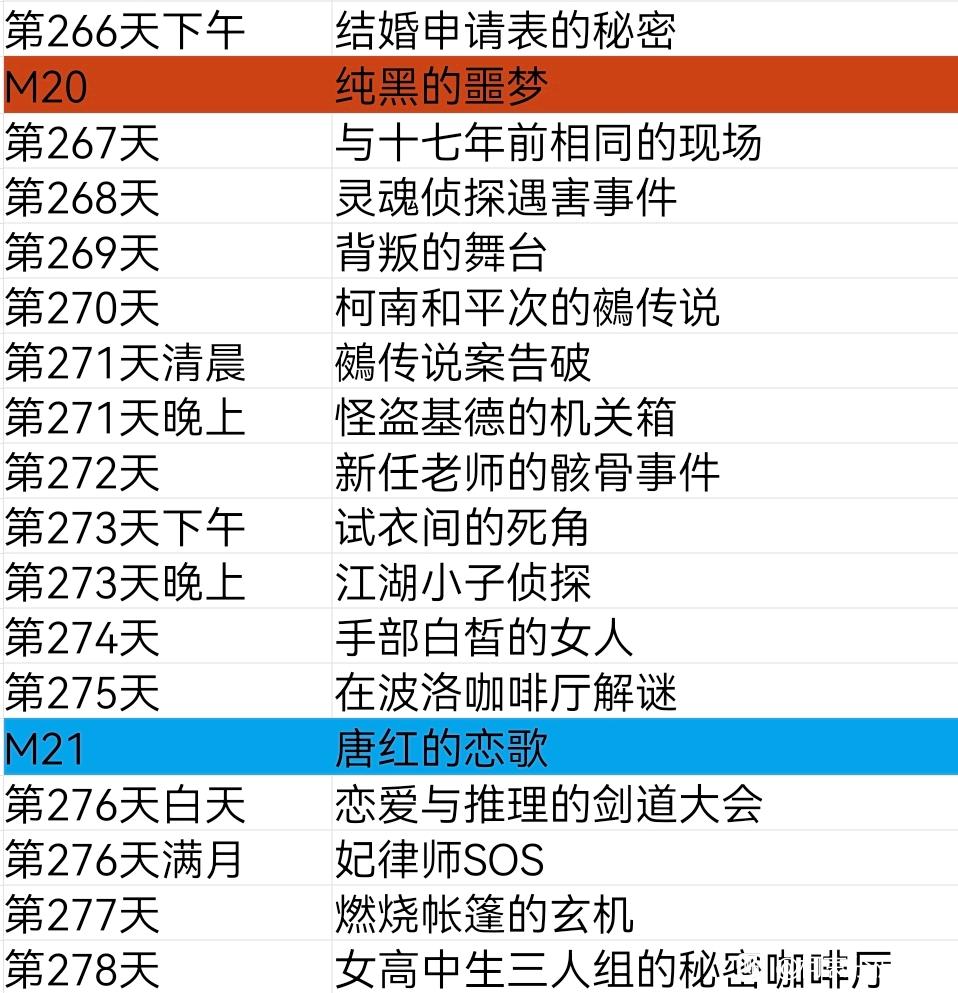 第266天下午 结婚申请表的秘密
M20 纯黑的噩梦
第267天 与十七年前相同的现场
第268天 灵魂侦探遇害事件
第269天 背叛的舞台
第270天 柯南和平次的鵺传说
第271天清晨 鵺传说案告破
第271天晚上 怪盗基德的机关箱
第272天 新任老师的骸骨事件
第273天下午 试衣间的死角
第273天晚上 江湖小子侦探
第274天 手部白皙的女人
第275天 在波洛咖啡厅解谜
M21 唐红的恋歌
第276天白天 恋爱与推理的剑道大会
第276天满月 妃律师SOS
第277天 燃烧帐篷的玄机
第278天 女高中生三人组的秘密咖啡厅